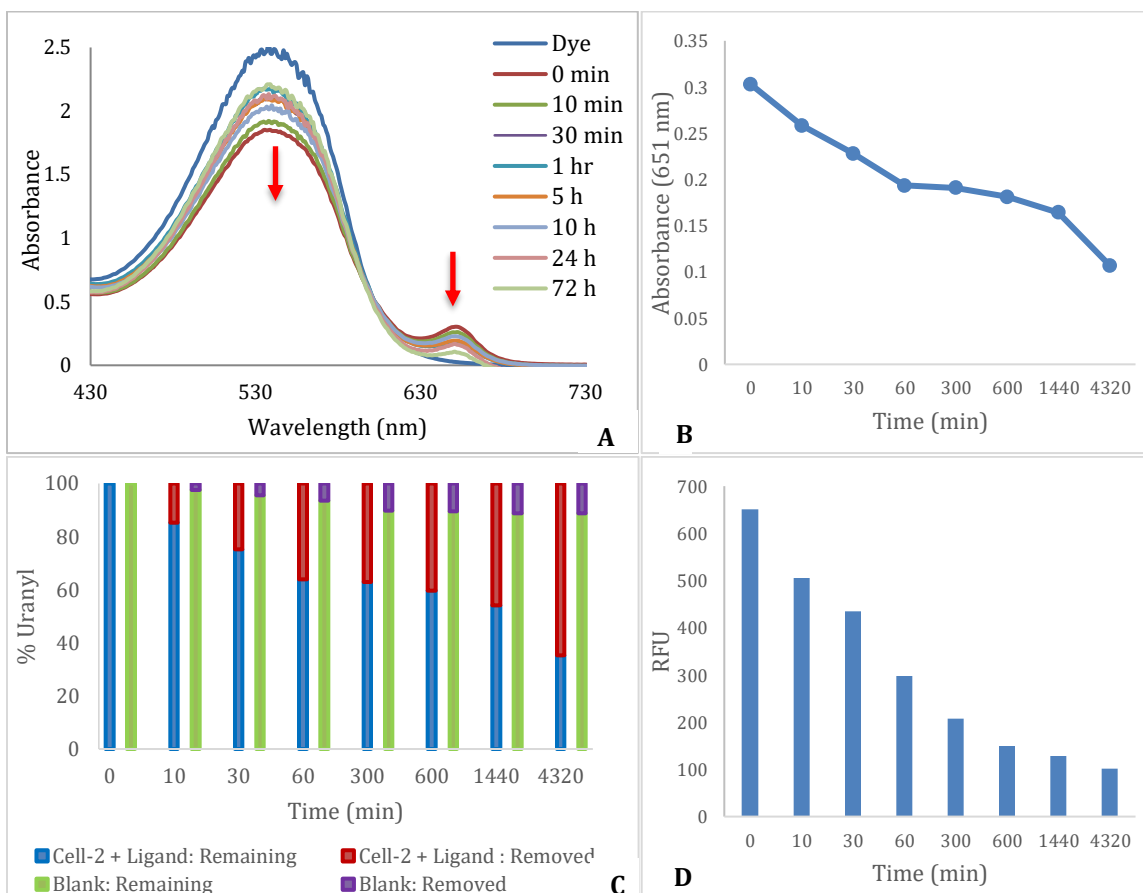 2.5
2
1.5
1
0.5
0
430
530
630
730
Absorbance
Wavelength (nm)
Dye
0 min
10 min
30 min
1 hr
5 h
10 h
24 h
72 h
A
0.35
0.3
0.25
0.2
0.15
0.1
0.05
0
0 10 30 60 300 600 1440 4320
Absorbance (651 nm)
Time (min)
B
100
80
60
40
20
0
0 10 30 60 300 600 1440 4320
% Uranyl
Time (min)
Cell-2 + Ligand: Remaining
Cell-2 + Ligand : Removed
Blank: Remaining
Blank: Removed
C
700
600
500
400
300
200
100
0
0 10 30 60 300 600 1440 4320
RFU
Time (min)
D